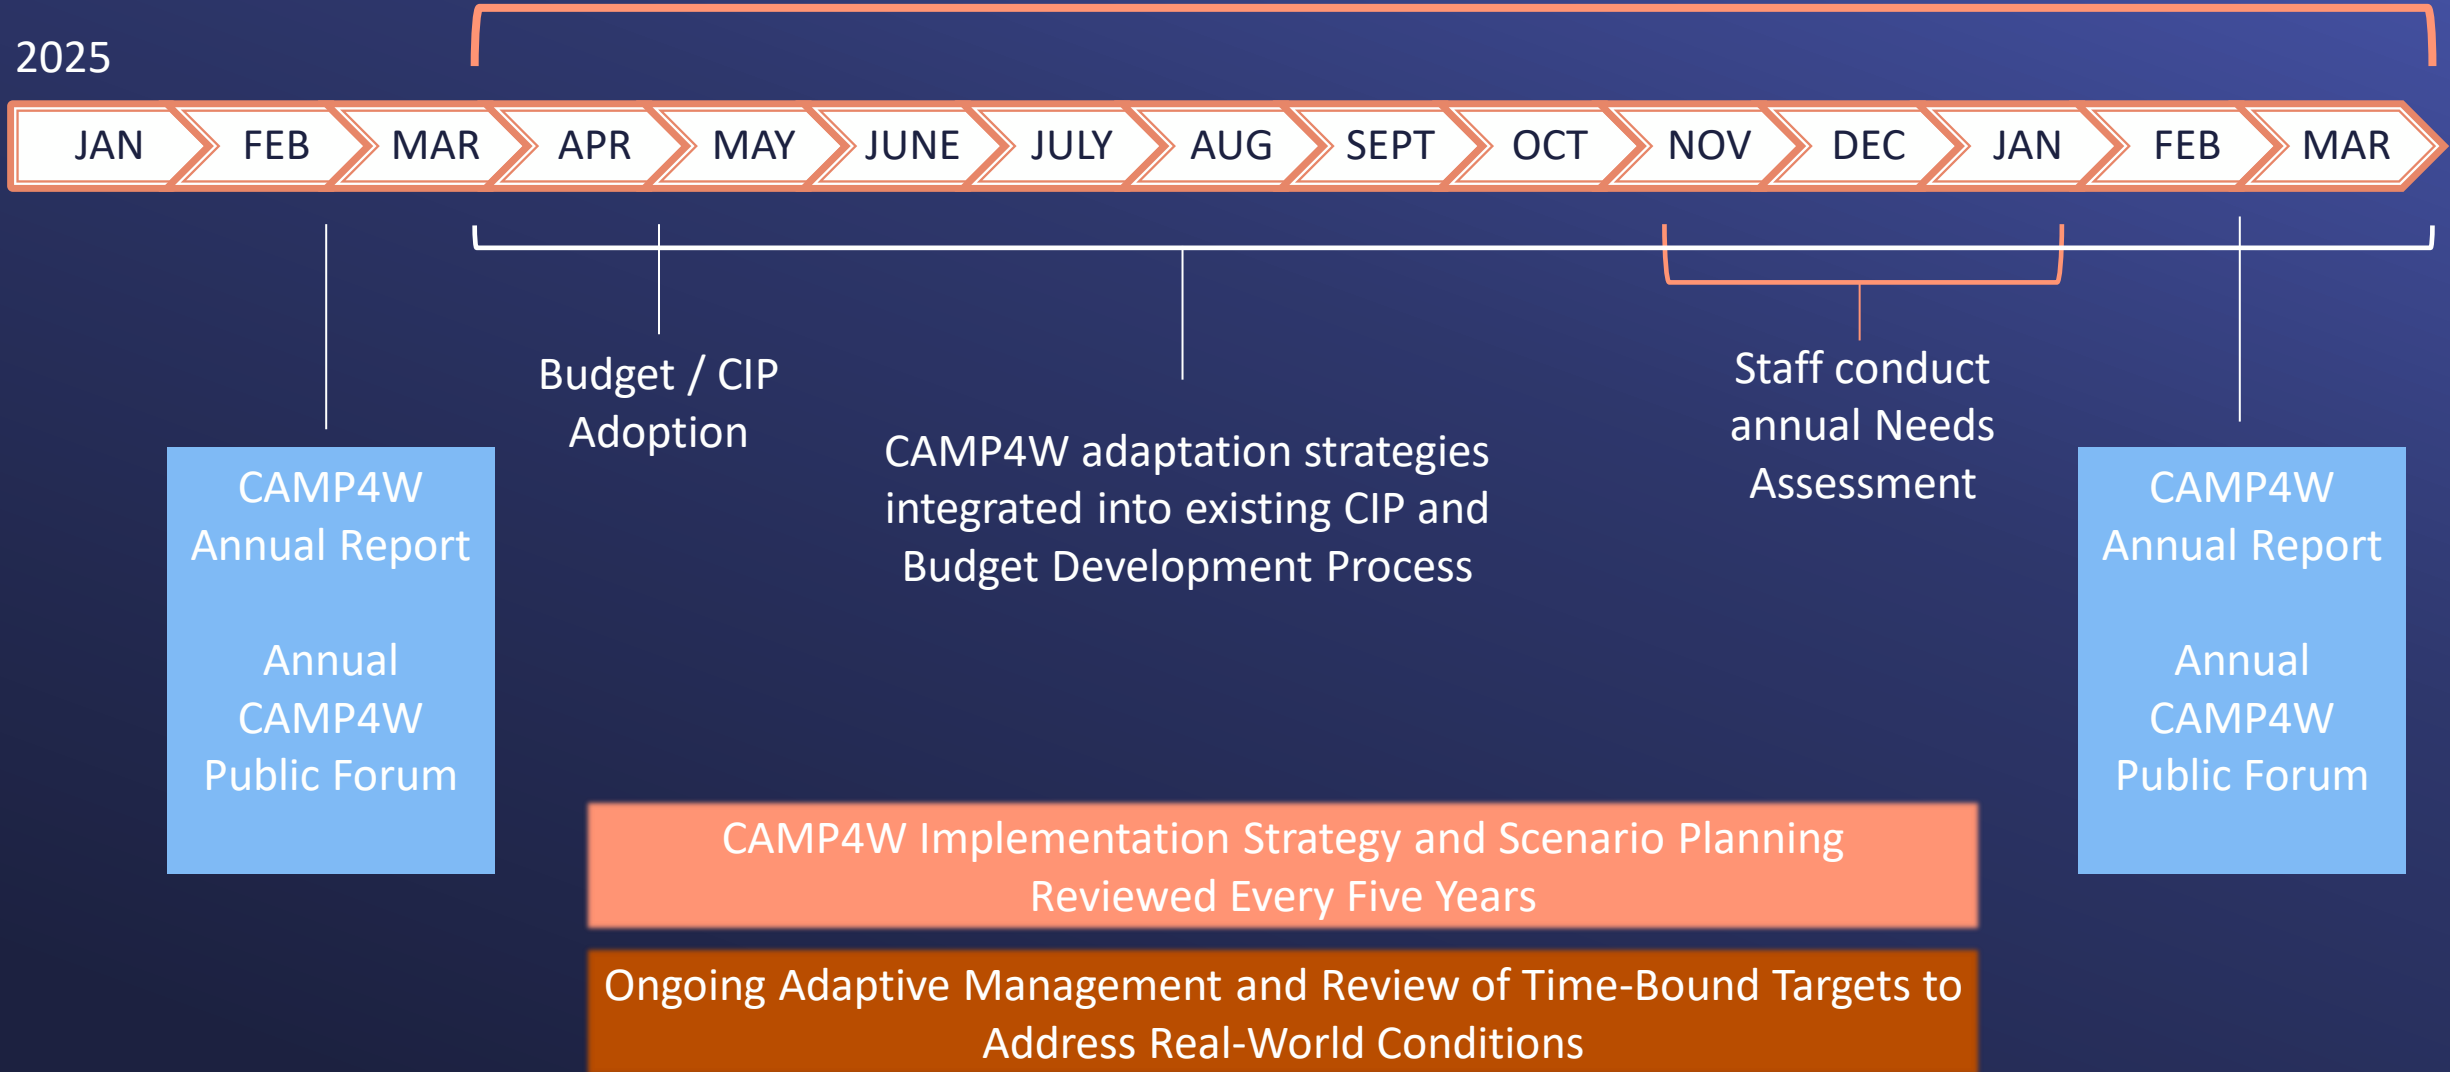 2025
JAN FEB MAR APR MAY JUNE JULY AUG SEPT OCT NOV DEC JAN FEB MAR
CAMP4W
Annual Report
Annual
CAMP4W
Public Forum
Budget / CIP
Adoption
CAMP4W adaptation strategies
integrated into existing CIP and
Budget Development Process
Staff conduct
annual Needs
Assessment
CAMP4W
Annual Report
Annual
CAMP4W
Public Forum
CAMP4W Implementation Strategy and Scenario Planning
Reviewed Every Five Years
Ongoing Adaptive Management and Review of Time-Bound Targets to
Address Real-World Conditions